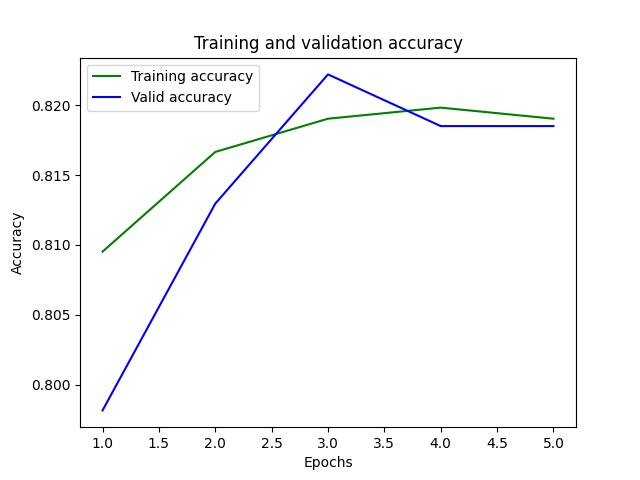 Training and validation accuracy
Training accuracy
Valid accuracy
0.820
0.815
0.810
0.805
0.800
Accuracy
1.0 1.5 2.0 2.5 3.0 3.5 4.0 4.5 5.0
Epochs